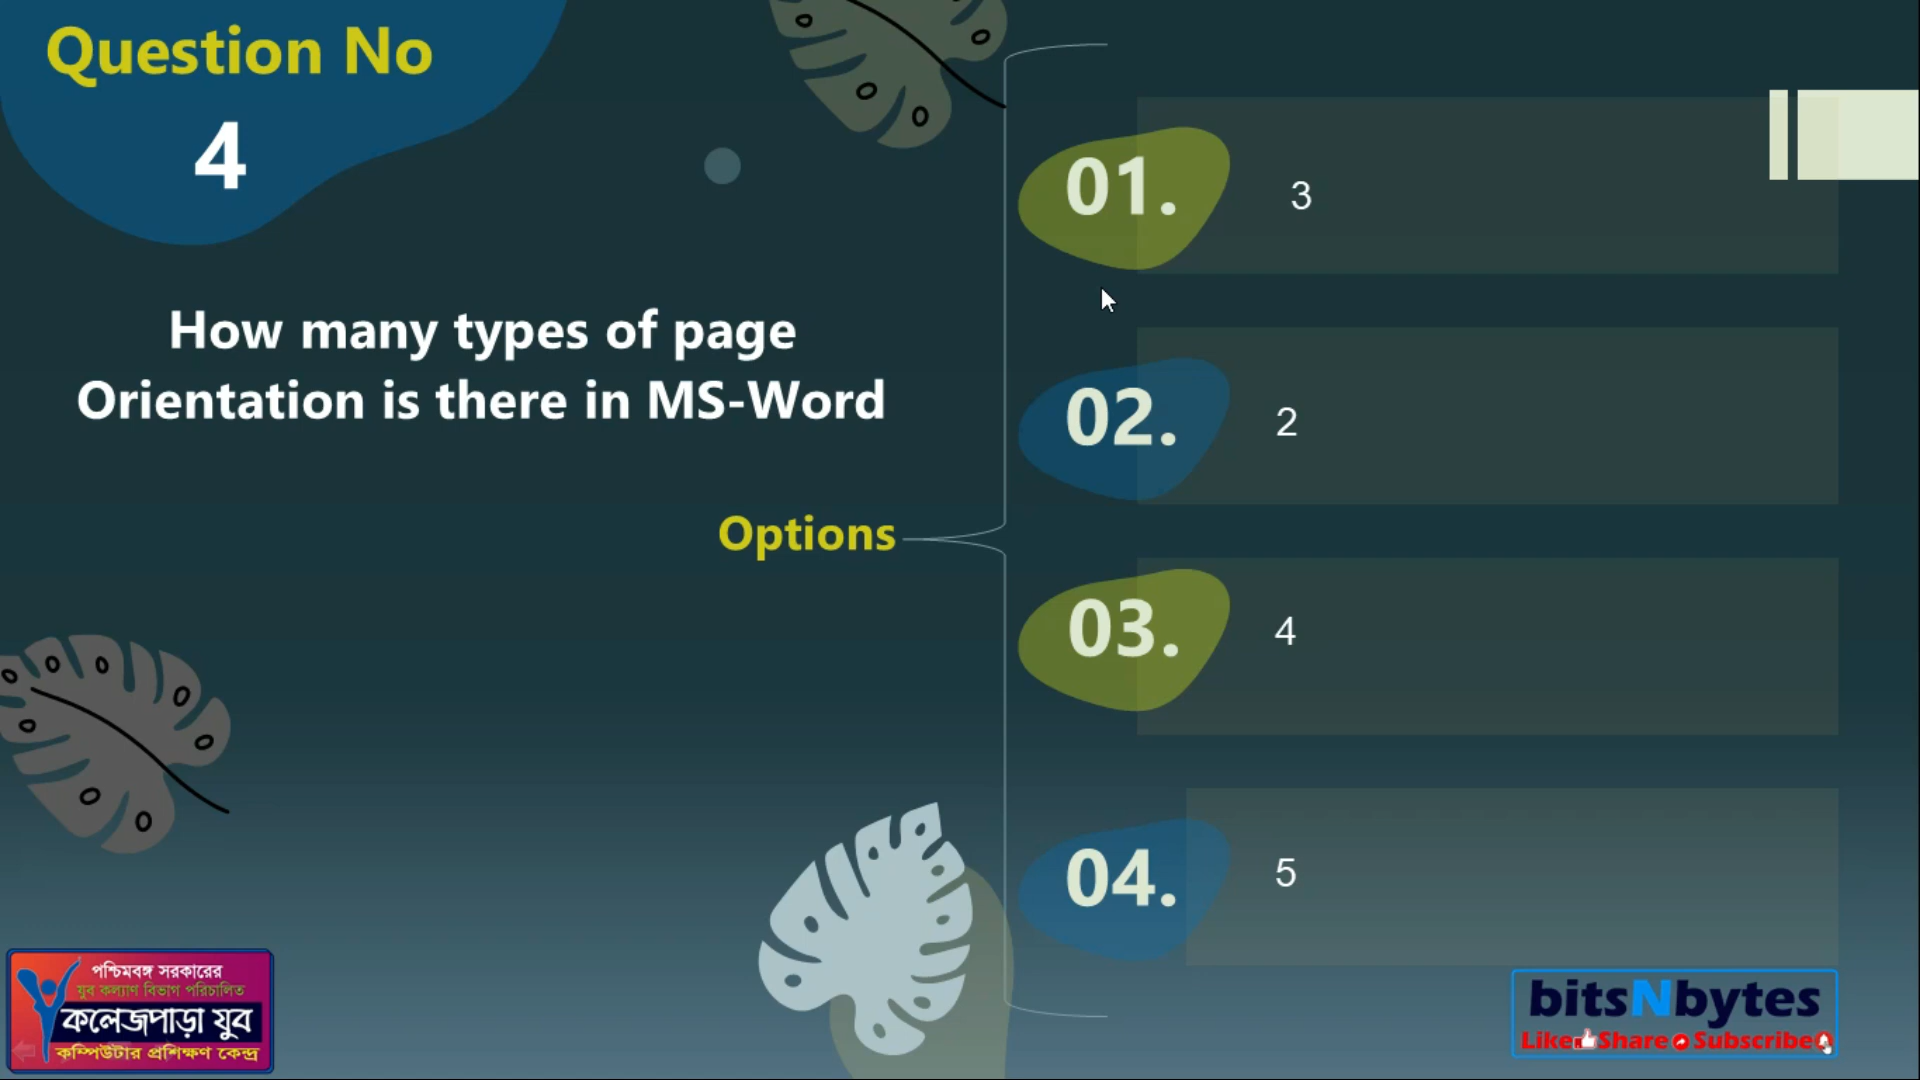 Question No
4
How many types of page
Orientation is there in MS-Word
Options
01.
3
02.
2
03.
4
04.
5
পশ্চিমবঙ্গ সরকারের
যুব কল্যাণ বিভাগ পরিচালিত
কলেজপাড়া যুব
কম্পিউটার প্রশিক্ষণ কেন্দ্র
bitsNbytes
Like Share Subscribe